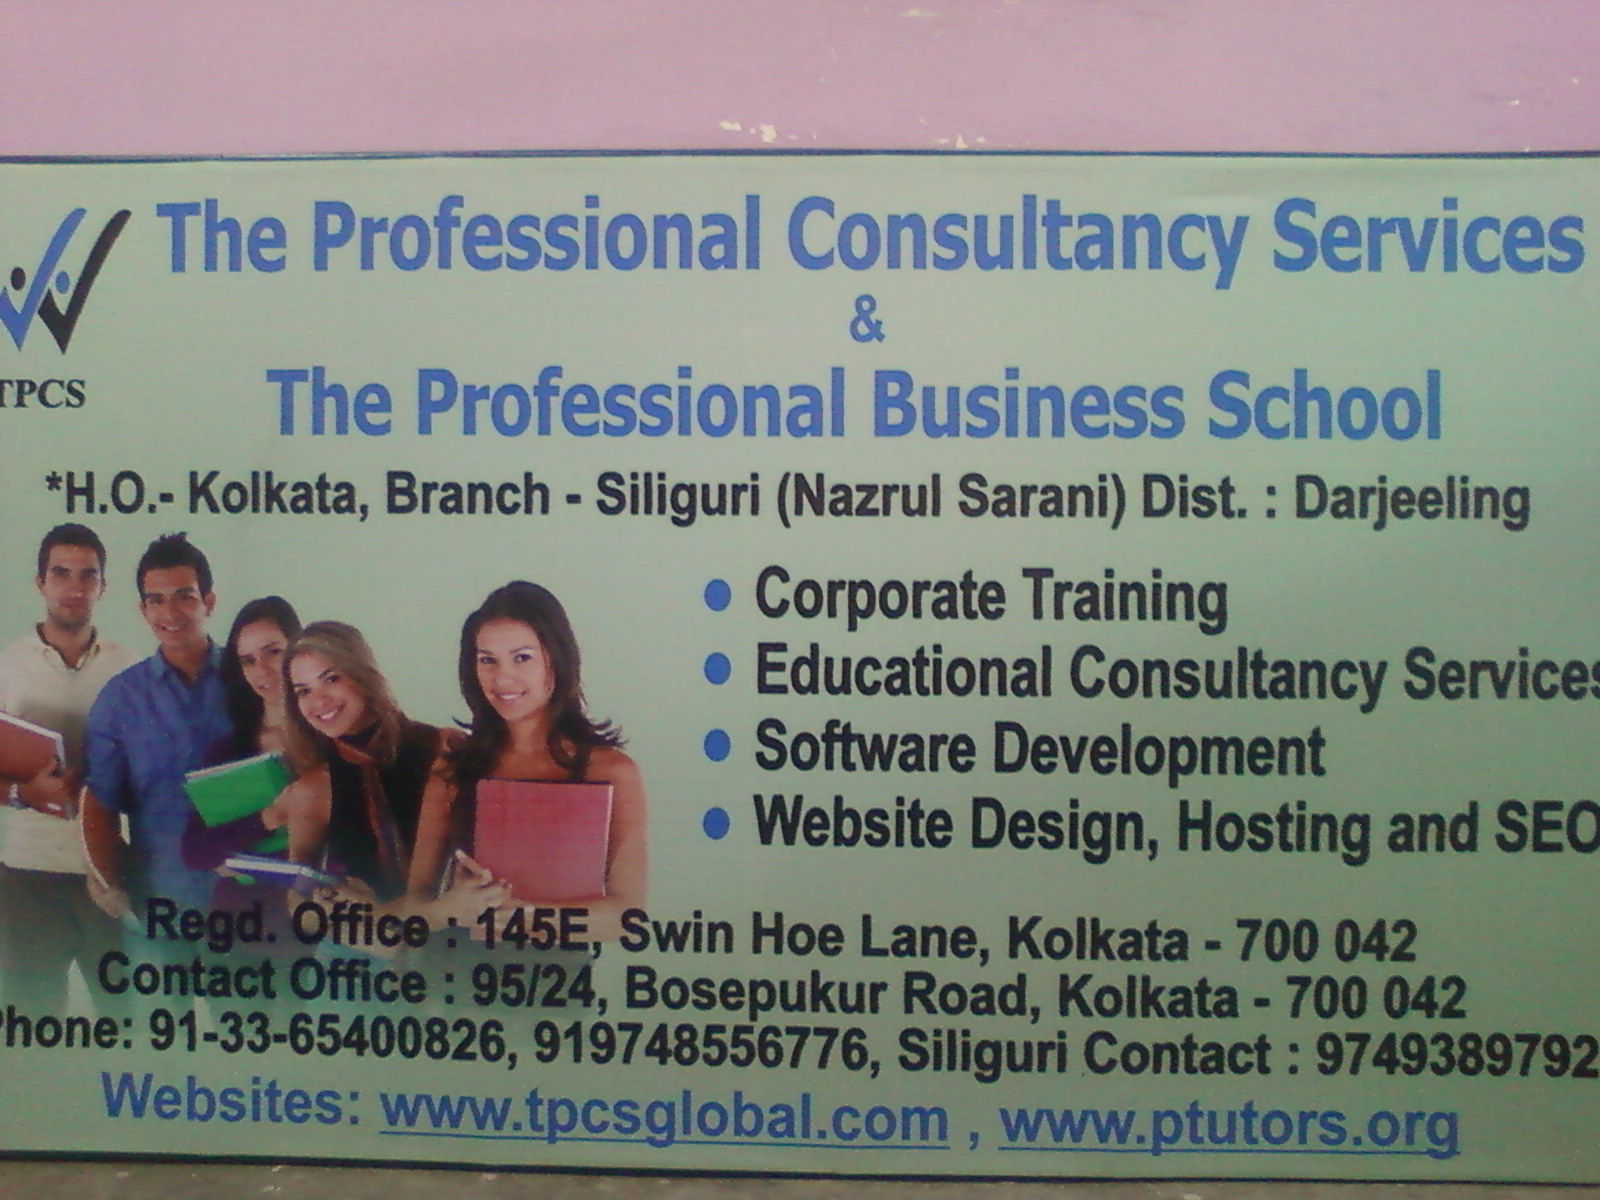 The Professional Consultancy Services
&
The Professional Business School
TPCS
*H.O.- Kolkata, Branch - Siliguri (Nazrul Sarani) Dist. : Darjeeling
• Corporate Training
• Educational Consultancy Services
• Software Development
• Website Design, Hosting and SEO
Regd. Office : 145E, Swin Hoe Lane, Kolkata - 700 042
Contact Office : 95/24, Bosepukur Road, Kolkata - 700 042
Phone: 91-33-65400826, 919748556776, Siliguri Contact : 9749389792
Websites: www.tpcsglobal.com , www.ptutors.org